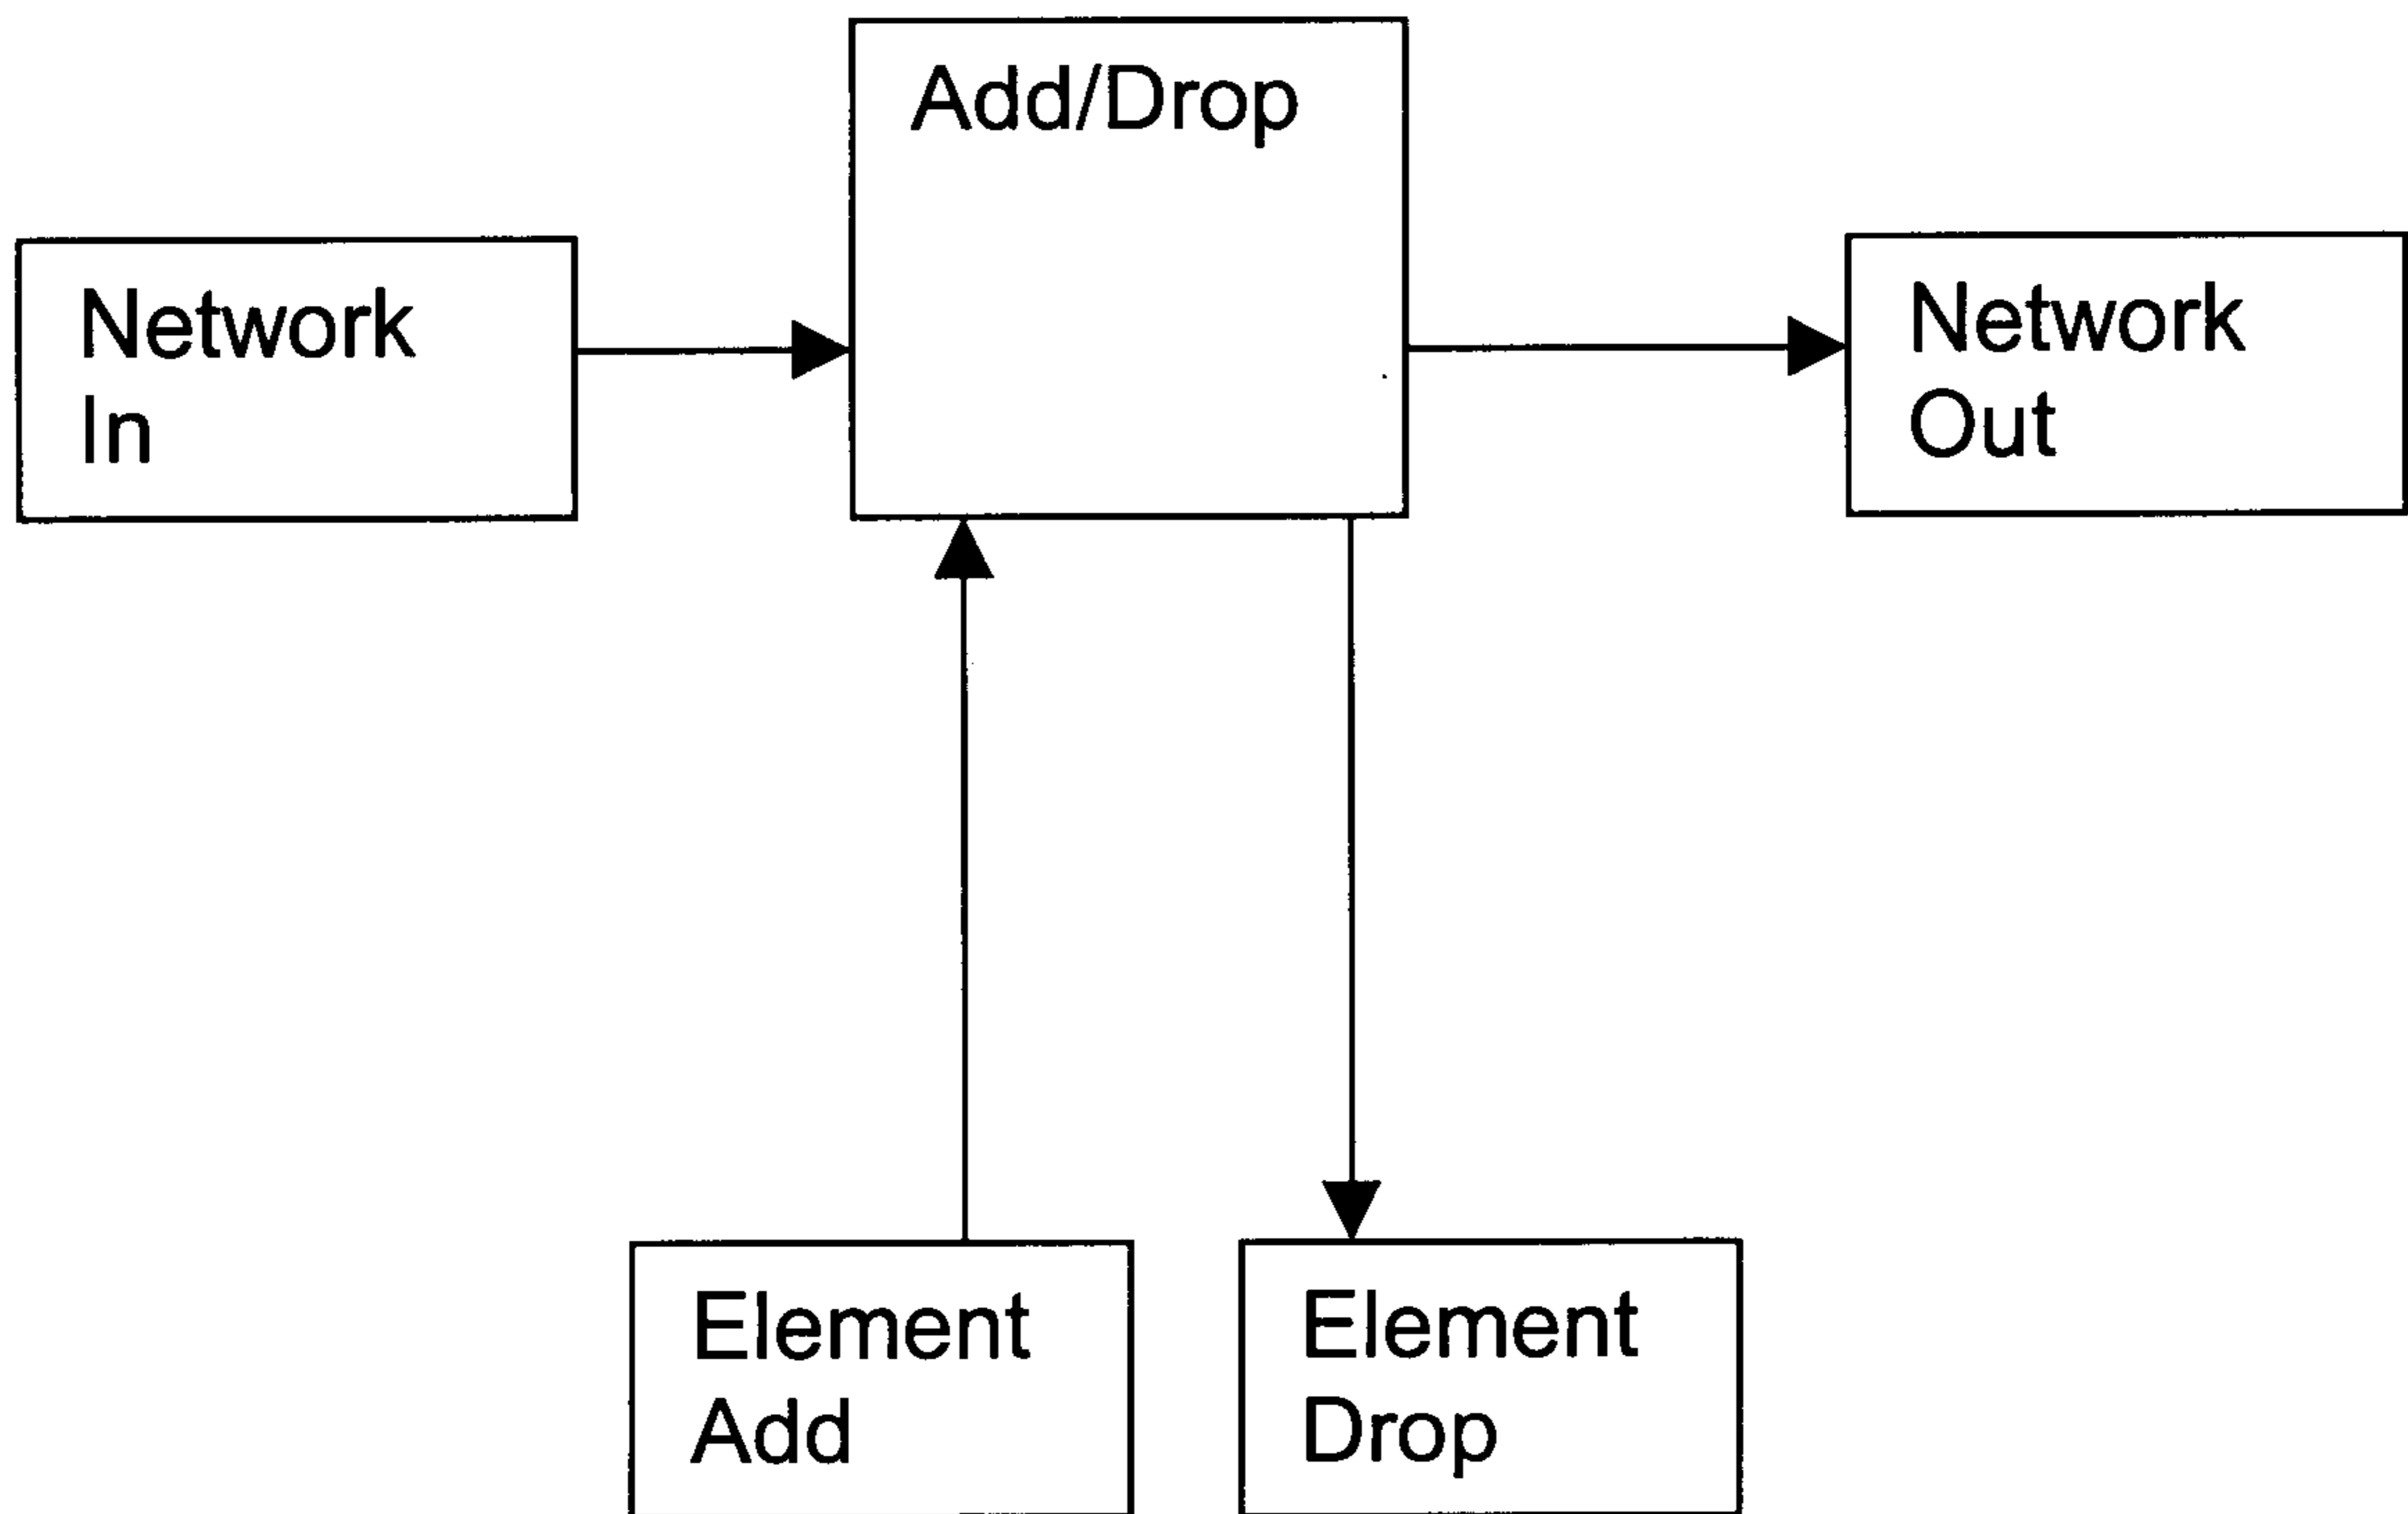 Add/Drop
Network
In
Network
Out
Element
Add
Element
Drop